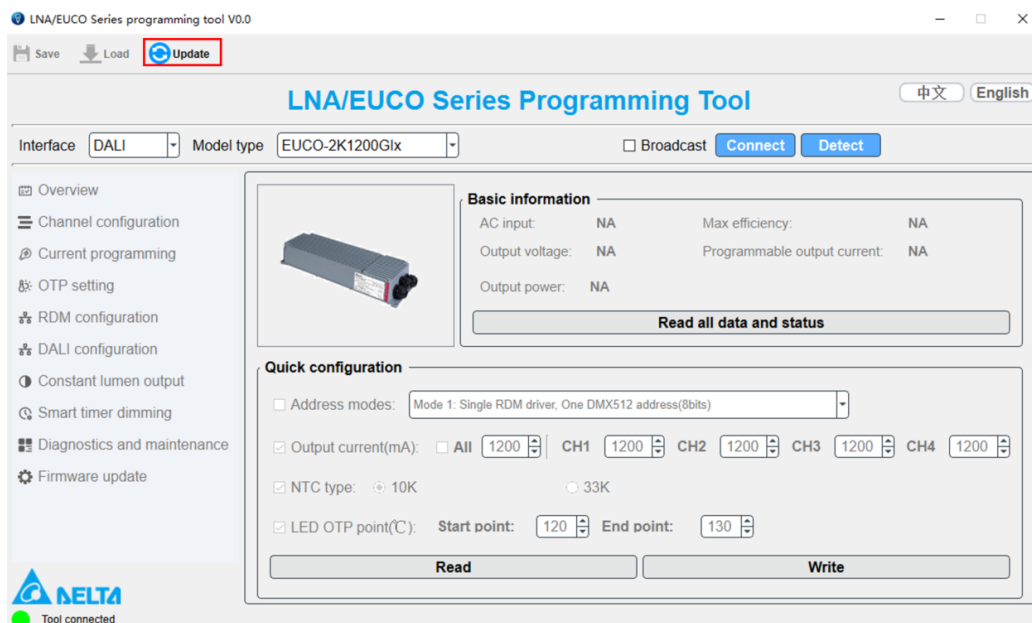 LNA/EUCO Series programming tool V0.0
Save Load Update
LNA/EUCO Series Programming Tool
中文 English
Interface DALI Model type EUCO-2K1200GIx Broadcast Connect Detect
Overview
Channel configuration
Current programming
OTP setting
RDM configuration
DALI configuration
Constant lumen output
Smart timer dimming
Diagnostics and maintenance
Firmware update
Basic information
AC input: NA Max efficiency: NA
Output voltage: NA Programmable output current: NA
Output power: NA
Read all data and status
Quick configuration
Address modes: Mode 1: Single RDM driver, One DMX512 address(8bits)
Output current(mA): All 1200 CH1 1200 CH2 1200 CH3 1200 CH4 1200
NTC type: 10K 33K
LED OTP point(℃): Start point: 120 End point: 130
Read Write
DELTA
Tool connected